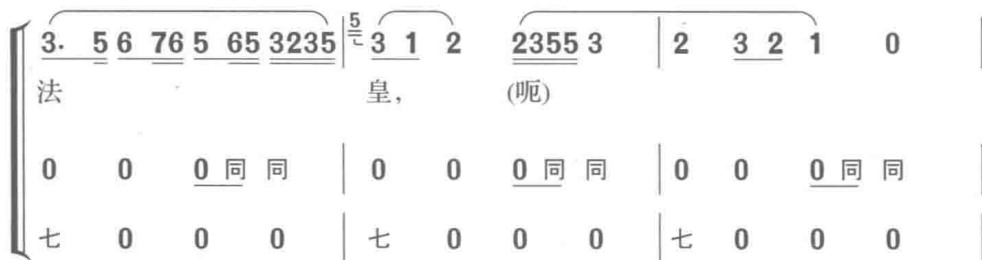 3. 5 6 76 5 65 3235 | 5 3 1 2 2355 3 | 2 3 2 1 0 |
法 皇, (呃)
0 0 0 同 同 | 0 0 0 同 同 | 0 0 0 同 同
七 0 0 0 | 七 0 0 0 | 七 0 0 0